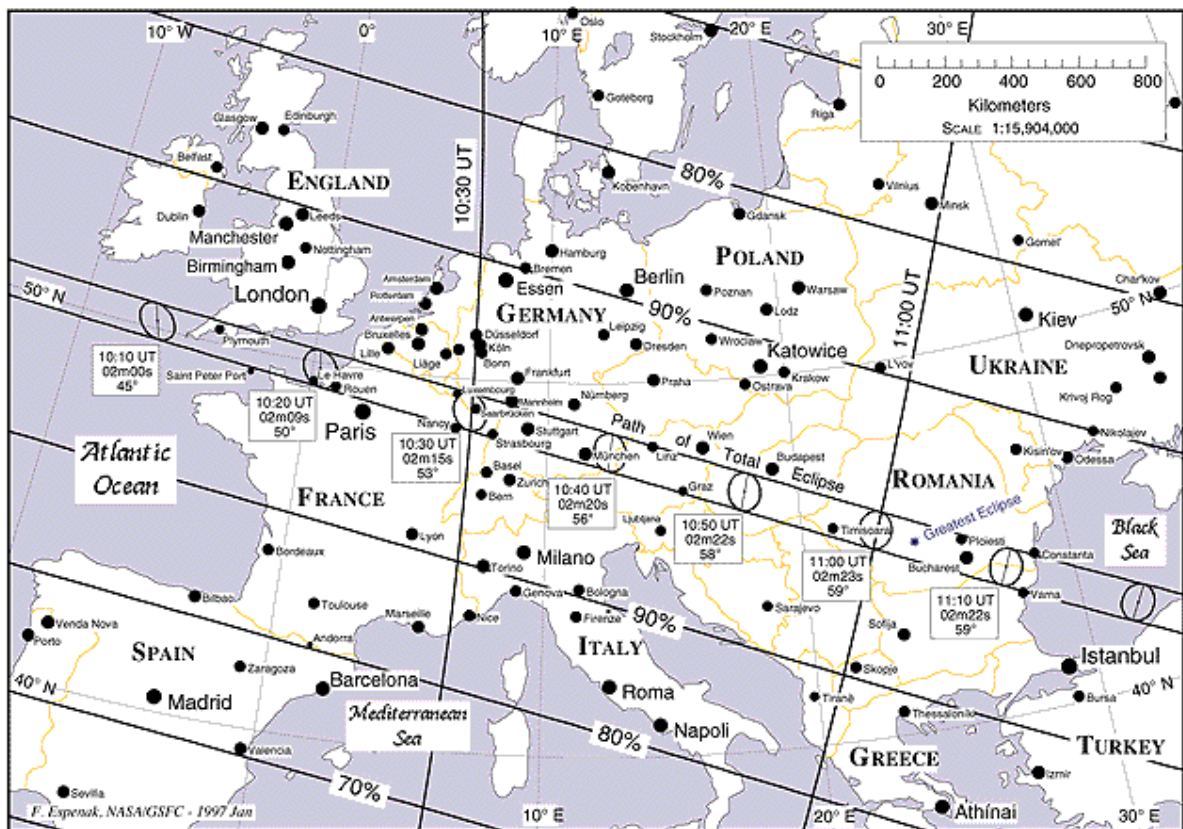 10° W
0°
10° E
Oslo
Stockholm
20° E
30° E
0 200 400 600 800
Kilometers
SCALE 1:15,904,000
Goteborg
Riga
Glasgow
Edinburgh
Belfast
ENGLAND
10:30 UT
80%
Kobenhavn
Vilnius
Minsk
Dublin
Leeds
Manchester
Nottingham
Birmingham
Gdansk
Gomel'
Hamburg
POLAND
Bremen
Amsterdam
Essen
Berlin
Char'kov
50° N
50° N
London
Rotterdam
Poznan
Warsaw
90%
Lodz
11:00 UT
Kiev
Antwerpen
GERMANY
Plymouth
Bruxelles
Düsseldorf
Leipzig
Dresden
Wroclaw
Dnepropetrovsk
Lille
Liäge
Köln
Bonn
Katowice
L'vov
UKRAINE
10:10 UT
02m00s
45°
Saint Peter Port
Le Havre
Rouen
Frankfurt
Praha
Ostrava
Krakow
Krivoj Rog
Luxembourg
Mannheim
Nürnberg
10:20 UT
02m09s
50°
Paris
Saarbrücken
Nancy
Stuttgart
Strasbourg
Path of Total Eclipse
Wien
Nikolajev
10:30 UT
02m15s
53°
München
Linz
Budapest
Kisin'ov
Odessa
Atlantic
Ocean
Basel
Zurich
Bern
FRANCE
10:40 UT
02m20s
56°
Graz
ROMANIA
Greatest Eclipse
10:50 UT
02m22s
58°
Ljubljana
Timisoara
Ploiesti
Black
Sea
Lyon
Milano
Bordeaux
11:00 UT
02m23s
59°
Bucharest
Constanta
Torino
Genova
Bologna
11:10 UT
02m22s
59°
Varna
Bilbao
Toulouse
Marseille
Nice
Firenze
Sarajevo
90%
Venda Nova
Porto
Andorra
ITALY
Sofija
SPAIN
Zaragoza
Skopje
Istanbul
40° N
Madrid
Barcelona
Roma
Tiranë
Bursa
40° N
Mediterranean
Sea
Napoli
Thessaloniki
80%
Valencia
GREECE
TURKEY
70%
Izmir
Sevilla
F. Espenak, NASA/GSFC - 1997 Jan
10° E
20° E
Athínai
30° E